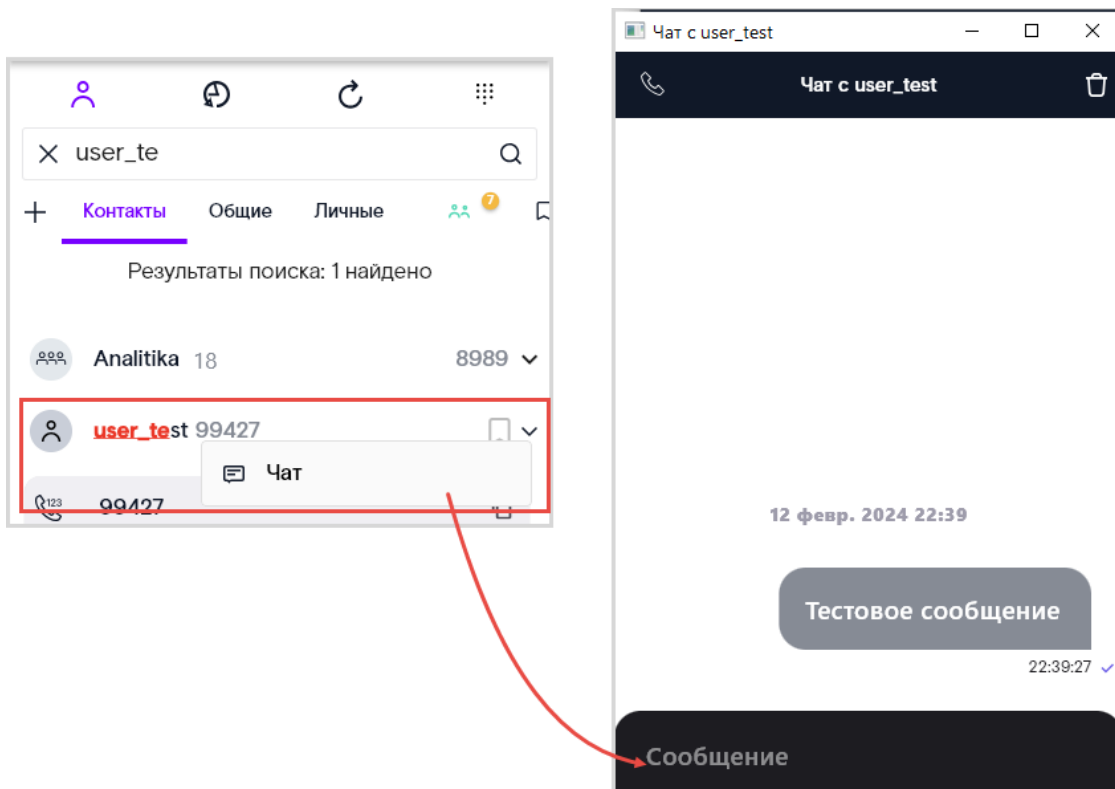 user_te
Контакты Общие Личные 7
Результаты поиска: 1 найдено
Analitika 18 8989
user_test 99427
Чат
123 99427
Чат с user_test
Чат с user_test
12 февр. 2024 22:39
Тестовое сообщение
22:39:27
Сообщение